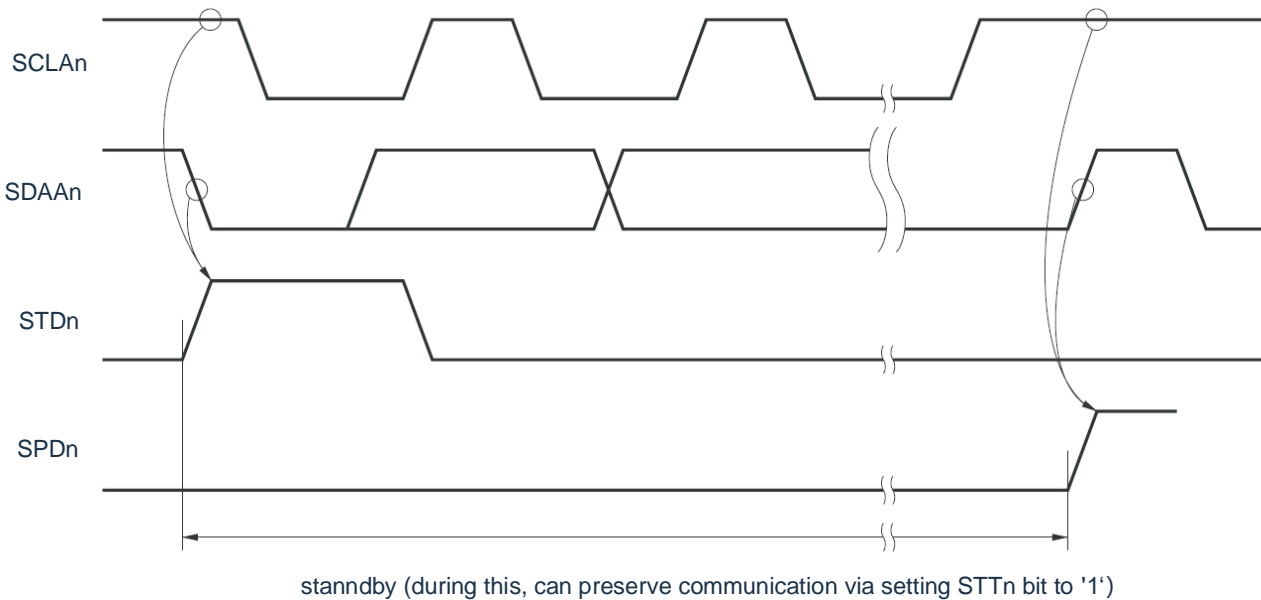 SCLAn
SDAAn
STDn
SPDn
stanndby (during this, can preserve communication via setting STTn bit to '1‘)